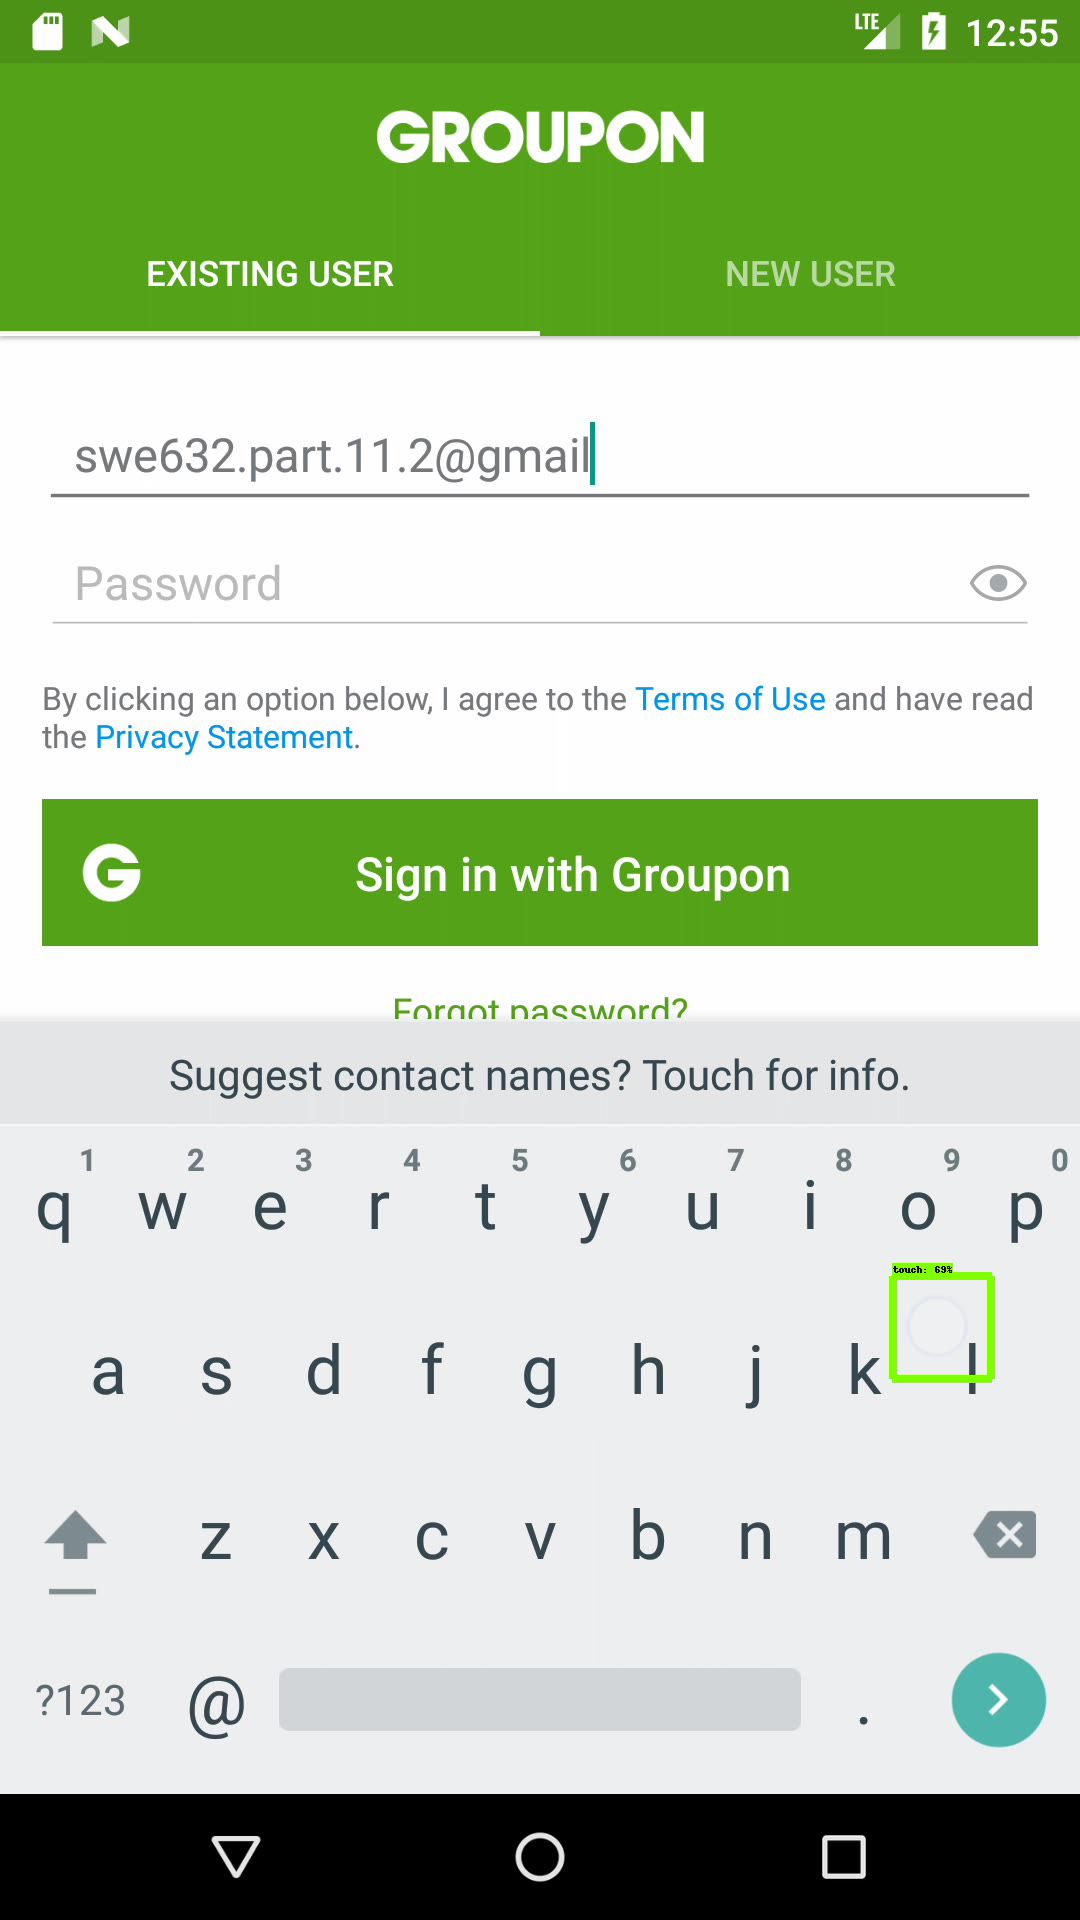 LTE 12:55
GROUPON
EXISTING USER NEW USER
swe632.part.11.2@gmail
Password
By clicking an option below, I agree to the Terms of Use and have read
the Privacy Statement.
G Sign in with Groupon
Forgot password?
Suggest contact names? Touch for info.
1 2 3 4 5 6 7 8 9 0
q w e r t y u i o p
touch: 69%
a s d f g h j k l
z x c v b n m
?123 @ .